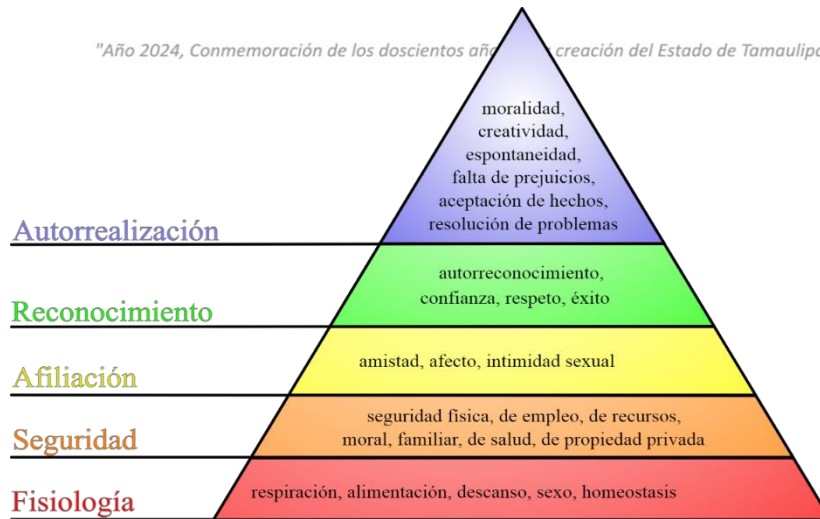 "Año 2024, Conmemoración de los doscientos creación del Estado de
moralidad,
creatividad,
espontaneidad,
falta de prejuicios,
aceptación de hechos,
resolución de problemas
Autorrealización
autorreconocimiento,
confianza, respeto, éxito
Reconocimiento
amistad, afecto, intimidad sexual
Afiliación
seguridad física, de empleo, de recursos,
moral, familiar, de salud, de propiedad privada
Seguridad
respiración, alimentación, descanso, sexo, homeostasis
Fisiología